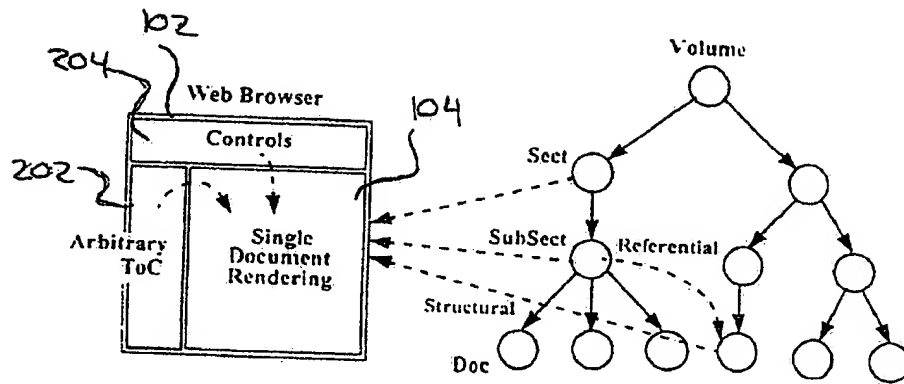 102
204
Web Browser
104
Controls
202
Arbitrary
ToC
Single
Document
Rendering
Volume
Sect
SubSect
Referential
Structural
Doc